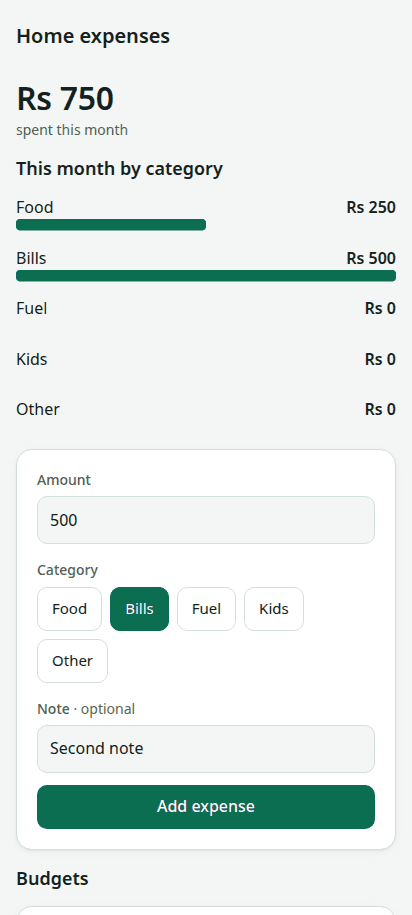 Home expenses
Rs 750
spent this month
This month by category
Food Rs 250
Bills Rs 500
Fuel Rs 0
Kids Rs 0
Other Rs 0
Amount
500
Category
Food Bills Fuel Kids
Other
Note · optional
Second note
Add expense
Budgets